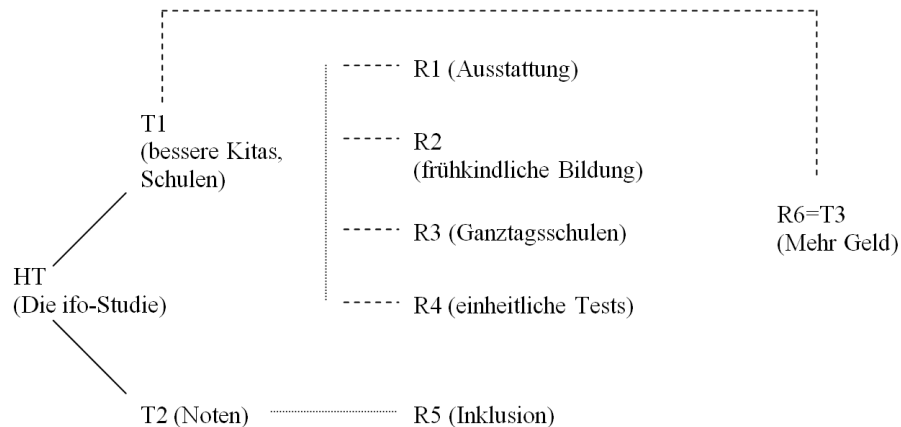 R1 (Ausstattung)
T1
(bessere Kitas,
Schulen)
R2
(frühkindliche Bildung)
R3 (Ganztagsschulen)
R6=T3
(Mehr Geld)
HT
(Die ifo-Studie)
R4 (einheitliche Tests)
T2 (Noten)
R5 (Inklusion)